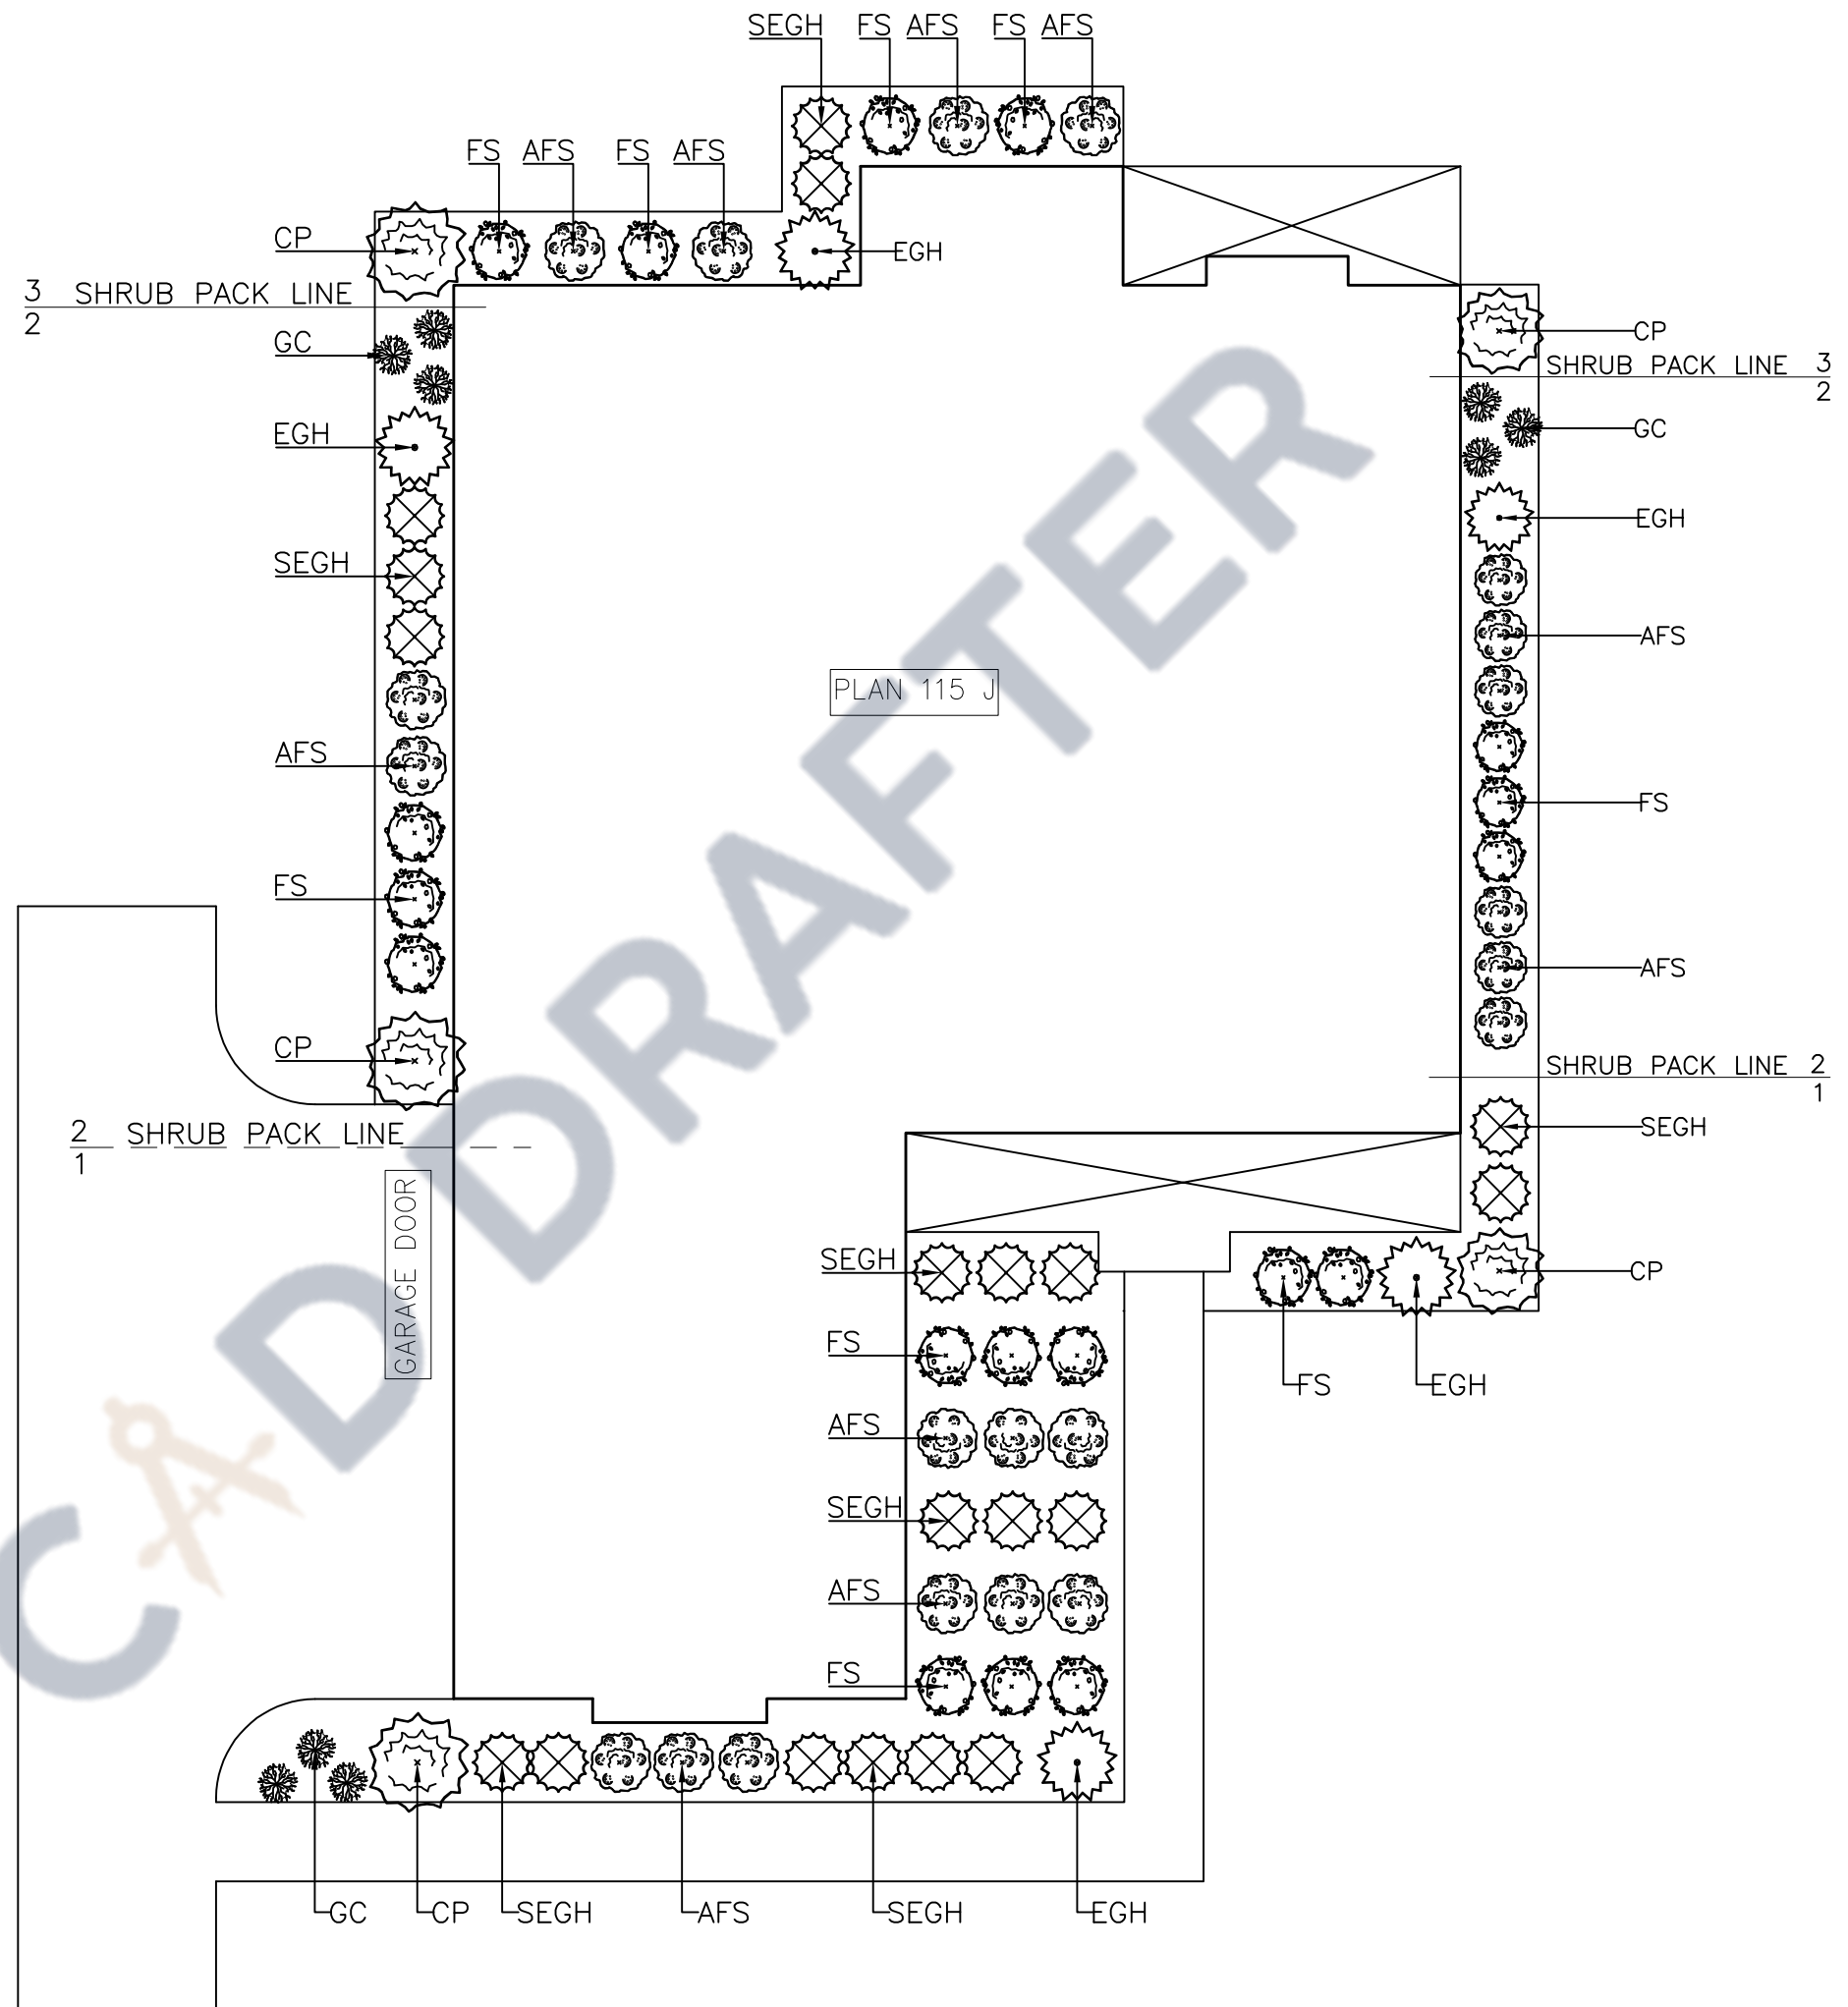 SEGH FS AFS FS AFS
FS AFS FS AFS
CP
EGH
3 SHRUB PACK LINE
2
CP
GC
SHRUB PACK LINE 3
2
GC
EGH
EGH
SEGH
AFS
PLAN 115 J
AFS
FS
FS
AFS
CP
SHRUB PACK LINE 2
1
2 SHRUB PACK LINE
1
SEGH
GARAGE DOOR
SEGH
CP
FS
FS EGH
AFS
SEGH
AFS
FS
GC CP SEGH AFS SEGH EGH
CAD DRAFTER